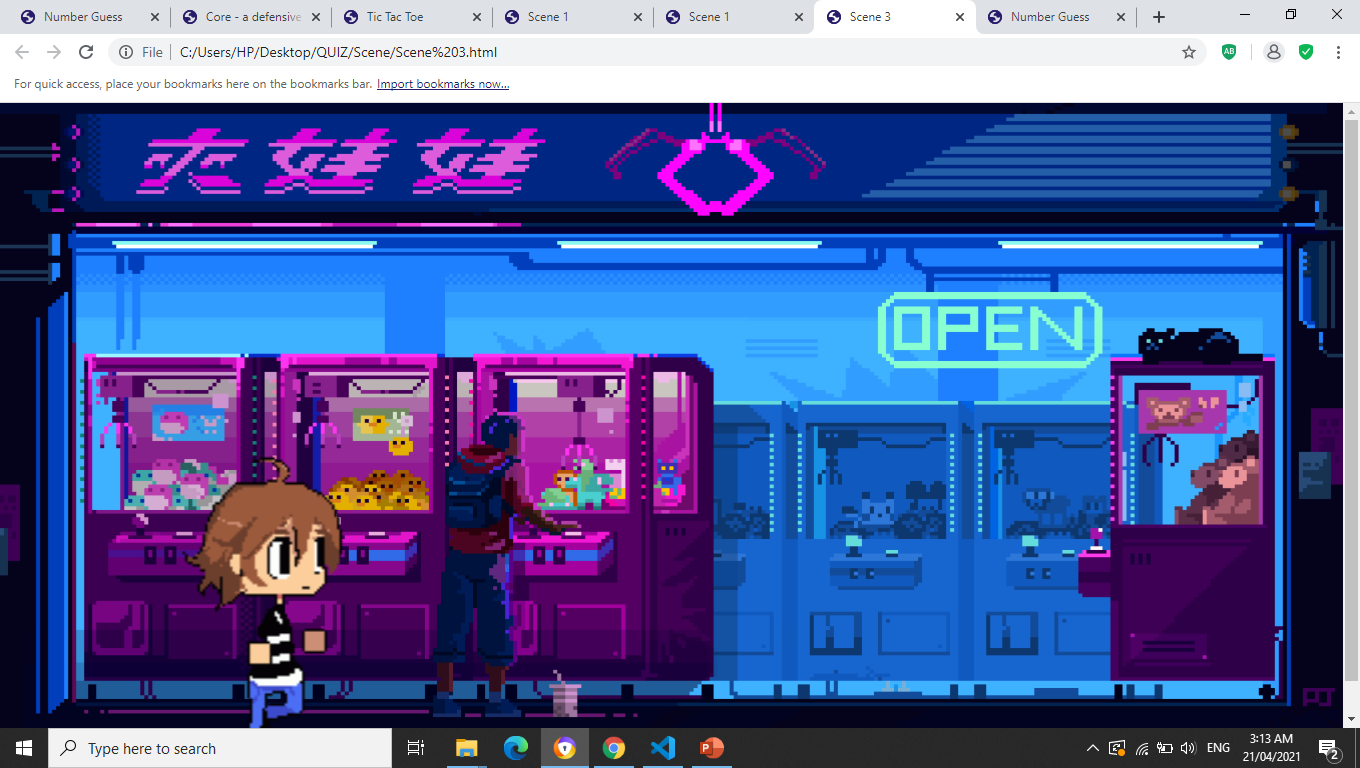 Number Guess
Core - a defensive
Tic Tac Toe
Scene 1
Scene 1
Scene 3
Number Guess
File
C:/Users/HP/Desktop/QUIZ/Scene/Scene%203.html
AB
For quick access, place your bookmarks here on the bookmarks bar. Import bookmarks now...
OPEN
Type here to search
ENG
3:13 AM
21/04/2021
2